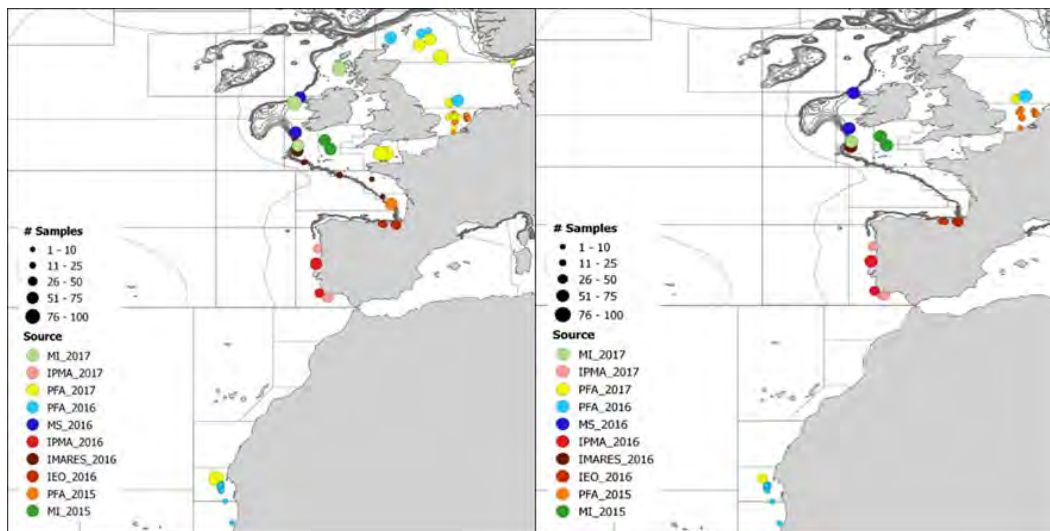 # Samples
1 - 10
11 - 25
26 - 50
51 - 75
76 - 100
Source
MI_2017
IPMA_2017
PFA_2017
PFA_2016
MS_2016
IPMA_2016
IMARES_2016
IEO_2016
PFA_2015
MI_2015
# Samples
1 - 10
11 - 25
26 - 50
51 - 75
76 - 100
Source
MI_2017
IPMA_2017
PFA_2017
PFA_2016
MS_2016
IPMA_2016
IMARES_2016
IEO_2016
PFA_2015
MI_2015